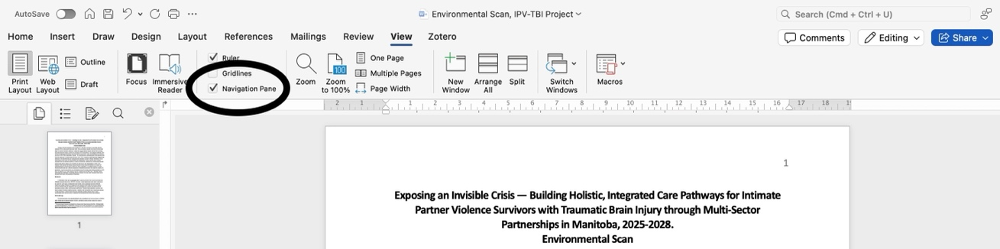 AutoSave
Environmental Scan, IPV-TBI Project
Search (Cmd + Ctrl + U)
Home Insert Draw Design Layout References Mailings Review View Zotero
Comments Editing Share
Print Layout
Web Layout
Outline
Draft
Focus
Immersive Reader
Ruler
Gridlines
Navigation Pane
Zoom
100
Zoom to 100%
One Page
Multiple Pages
Page Width
New Window
Arrange All
Split
Switch Windows
Macros
2 1 1 2 3 4 5 6 7 8 9 10 11 12 13 14 15 16 17 18
1
1
Exposing an Invisible Crisis — Building Holistic, Integrated Care Pathways for Intimate
Partner Violence Survivors with Traumatic Brain Injury through Multi-Sector
Partnerships in Manitoba, 2025-2028.
Environmental Scan